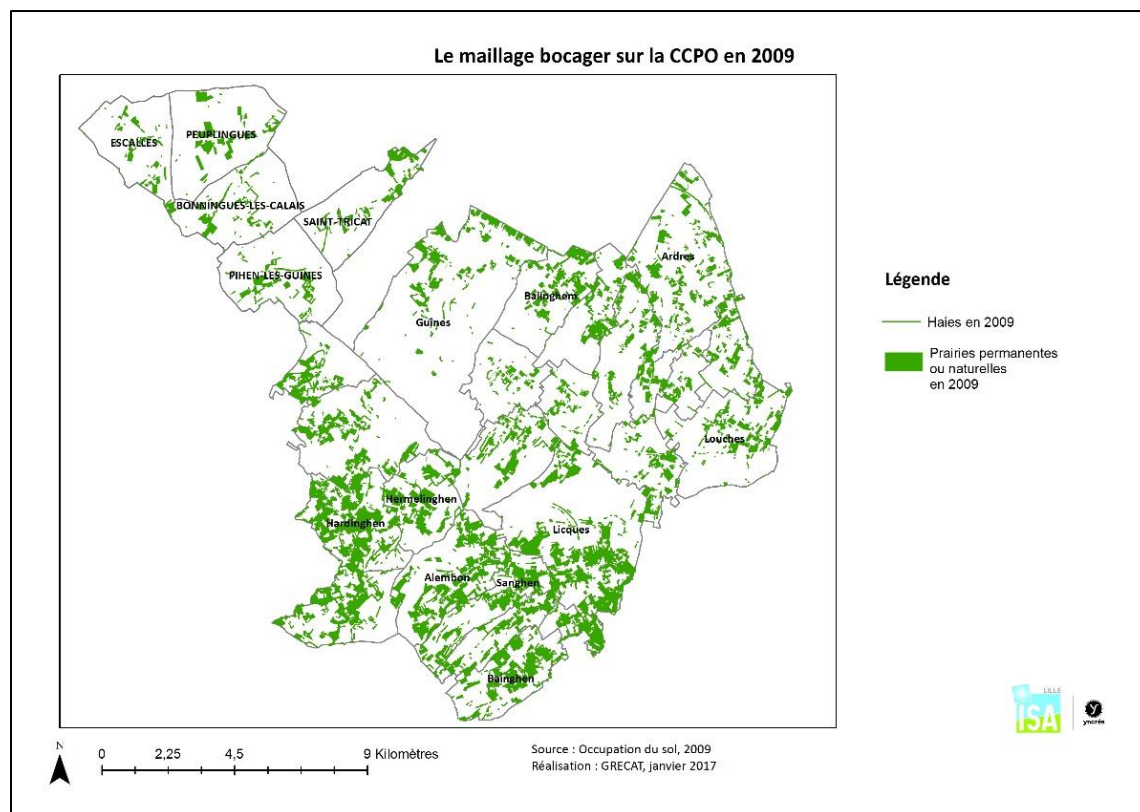 Le maillage bocager sur la CCPO en 2009
PEUPLINGUES
ESCALLES
BONNINGUES-LES-CALAIS
SAINT-TRICAT
PIHEN-LES-GUINES
Ardres
Balinghem
Guînes
Louches
Hermelinghen
Hardinghen
Licques
Alembon
Sanghen
Bainghen
Légende
Haies en 2009
Prairies permanentes
ou naturelles
en 2009
LILLE
ISA
y
yncréa
N
0 2,25 4,5 9 Kilomètres
Source : Occupation du sol, 2009
Réalisation : GRECAT, janvier 2017